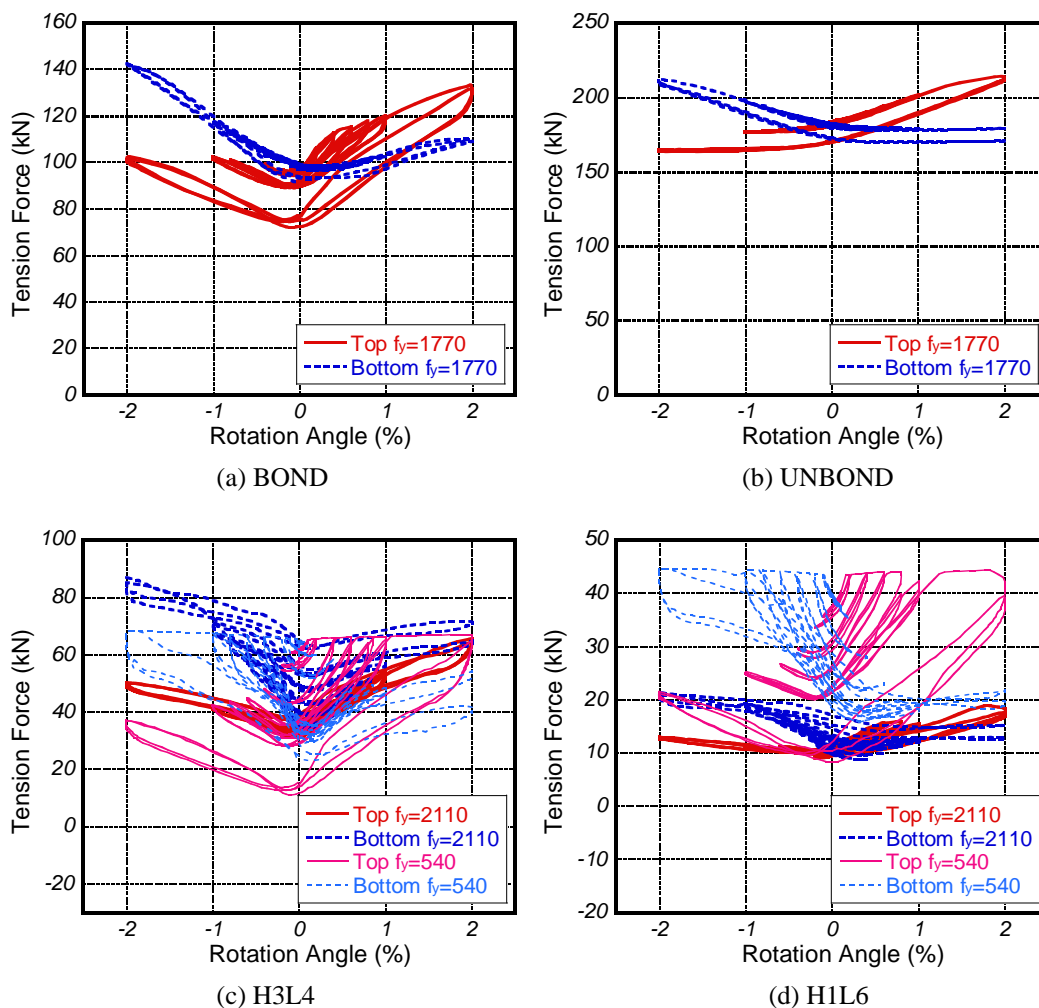 160
140
120
100
80
60
40
20
0
Tension Force (kN)
Top fy=1770
Bottom fy=1770
-2 -1 0 1 2
Rotation Angle (%)
(a) BOND
250
200
150
100
50
0
Tension Force (kN)
Top fy=1770
Bottom fy=1770
-2 -1 0 1 2
Rotation Angle (%)
(b) UNBOND
100
80
60
40
20
0
-20
Tension Force (kN)
Top fy=2110
Bottom fy=2110
Top fy=540
Bottom fy=540
-2 -1 0 1 2
Rotation Angle (%)
(c) H3L4
50
40
30
20
10
0
-10
-20
Tension Force (kN)
Top fy=2110
Bottom fy=2110
Top fy=540
Bottom fy=540
-2 -1 0 1 2
Rotation Angle (%)
(d) H1L6